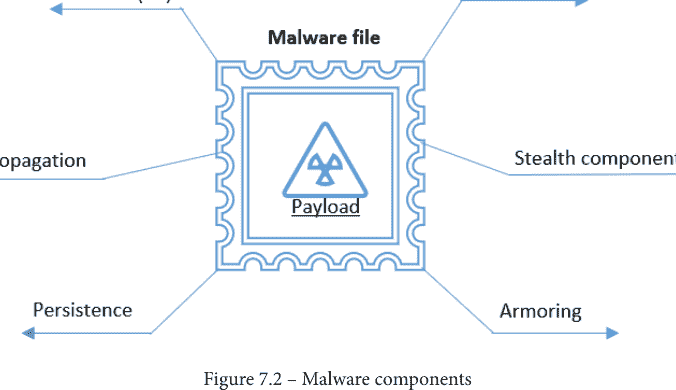 Malware file
opagation
Stealth component
Payload
Persistence
Armoring
Figure 7.2 – Malware components